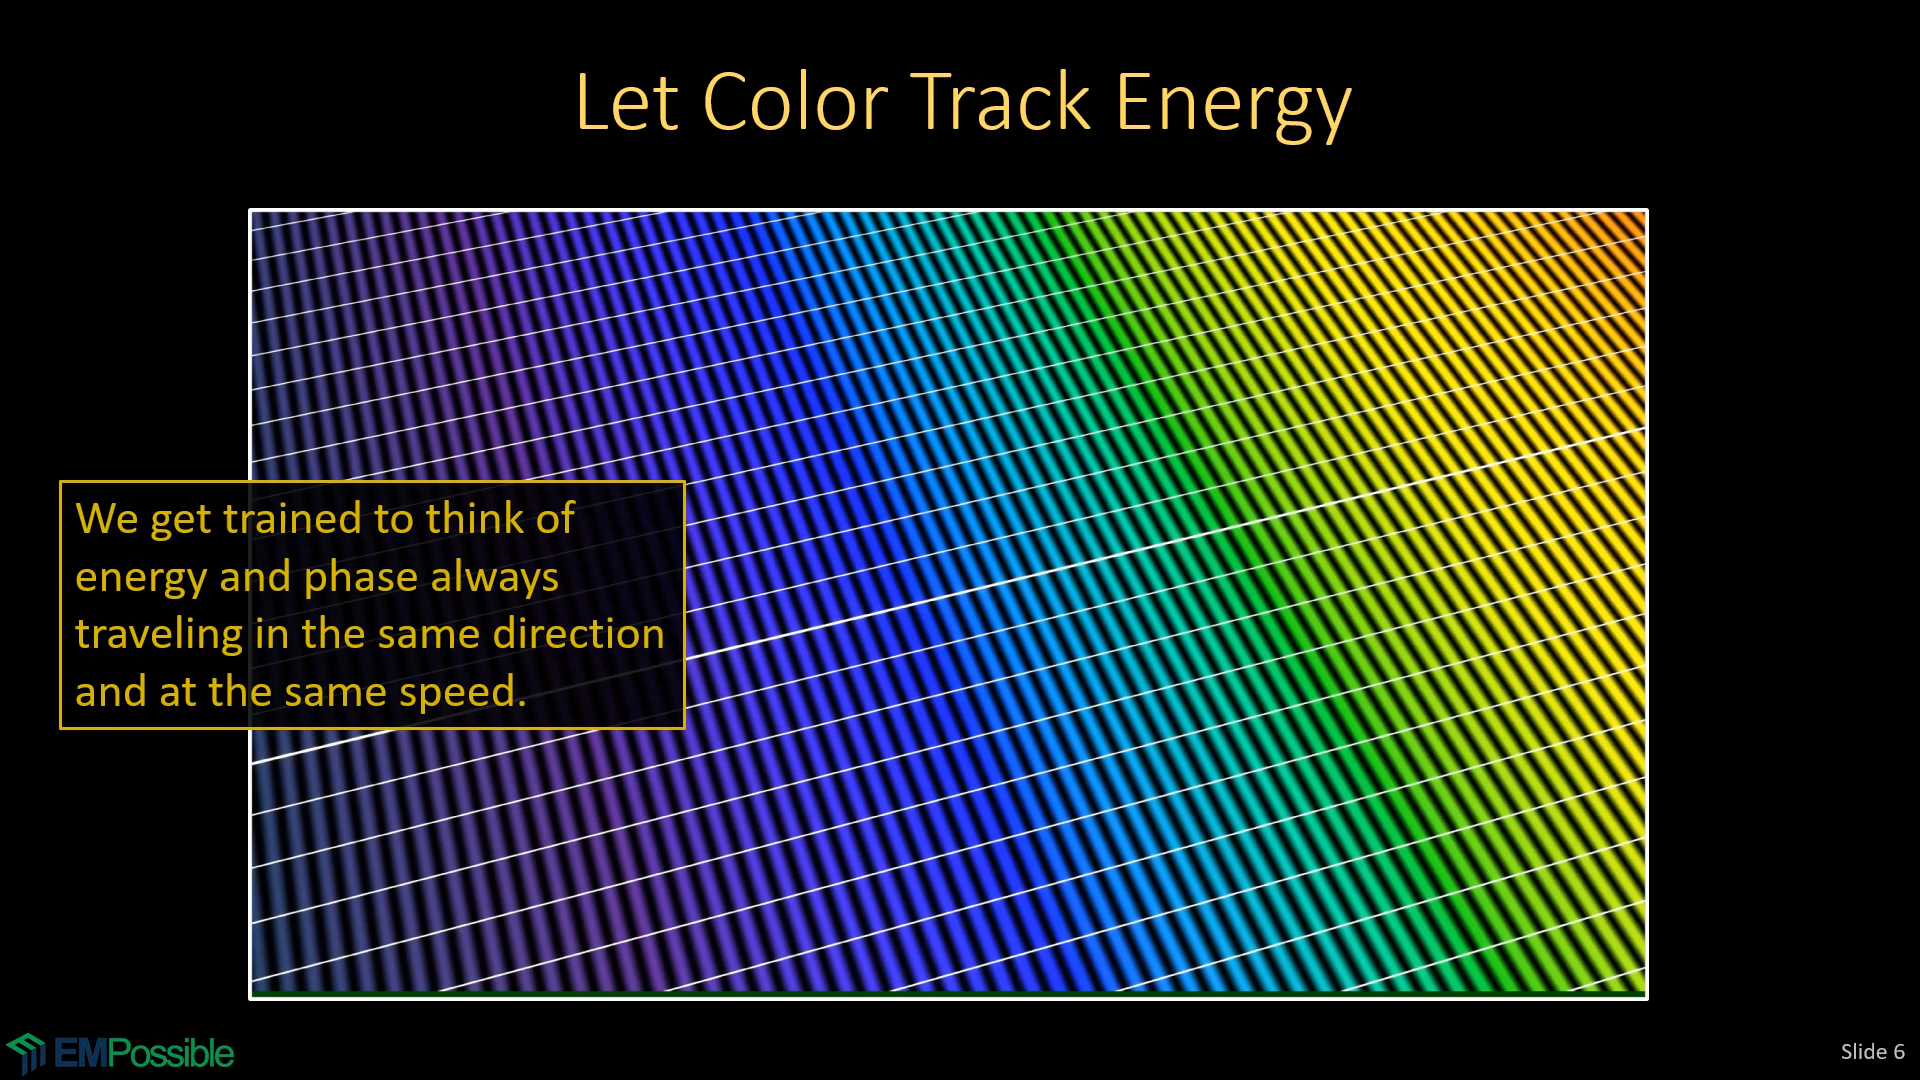 Let Color Track Energy
We get trained to think of
energy and phase always
traveling in the same direction
and at the same speed.
EMPossible
Slide 6